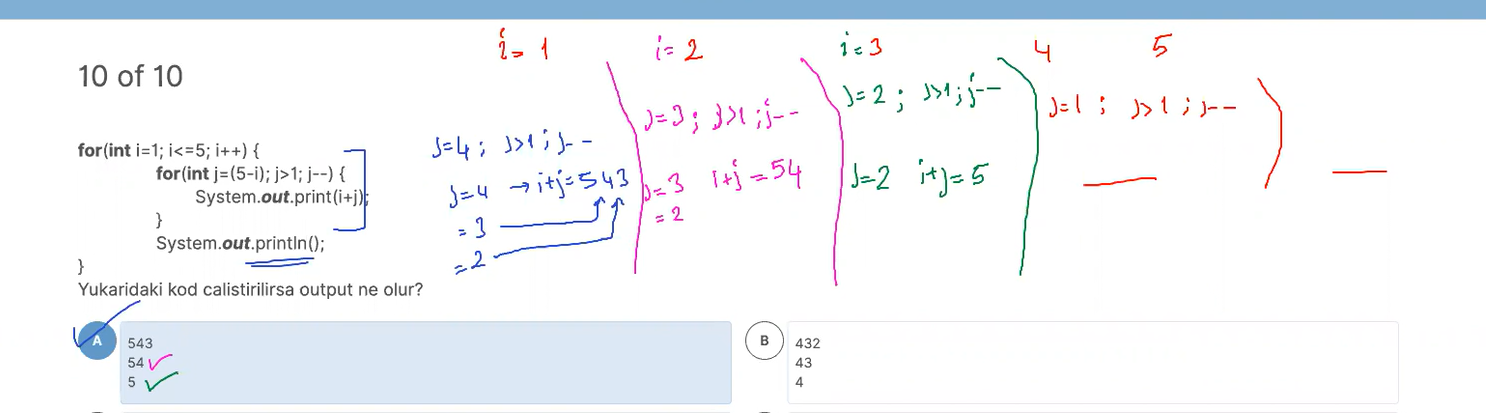 i= 1 i= 2 i= 3 4 5
10 of 10
j=4 ; j>1 ; j-- j=3 ; j>1 ; j-- j=2 ; j>1 ; j-- j=1 ; j>1 ; j--
for(int i=1; i<=5; i++) {
for(int j=(5-i); j>1; j--) {
System.out.print(i+j);
}
System.out.println();
}
j=4 → i+j=543 j=3 i+j=54 j=2 i+j=5
=3 =2
=2
Yukaridaki kod calistirilirsa output ne olur?
A
543
54
5
B
432
43
4